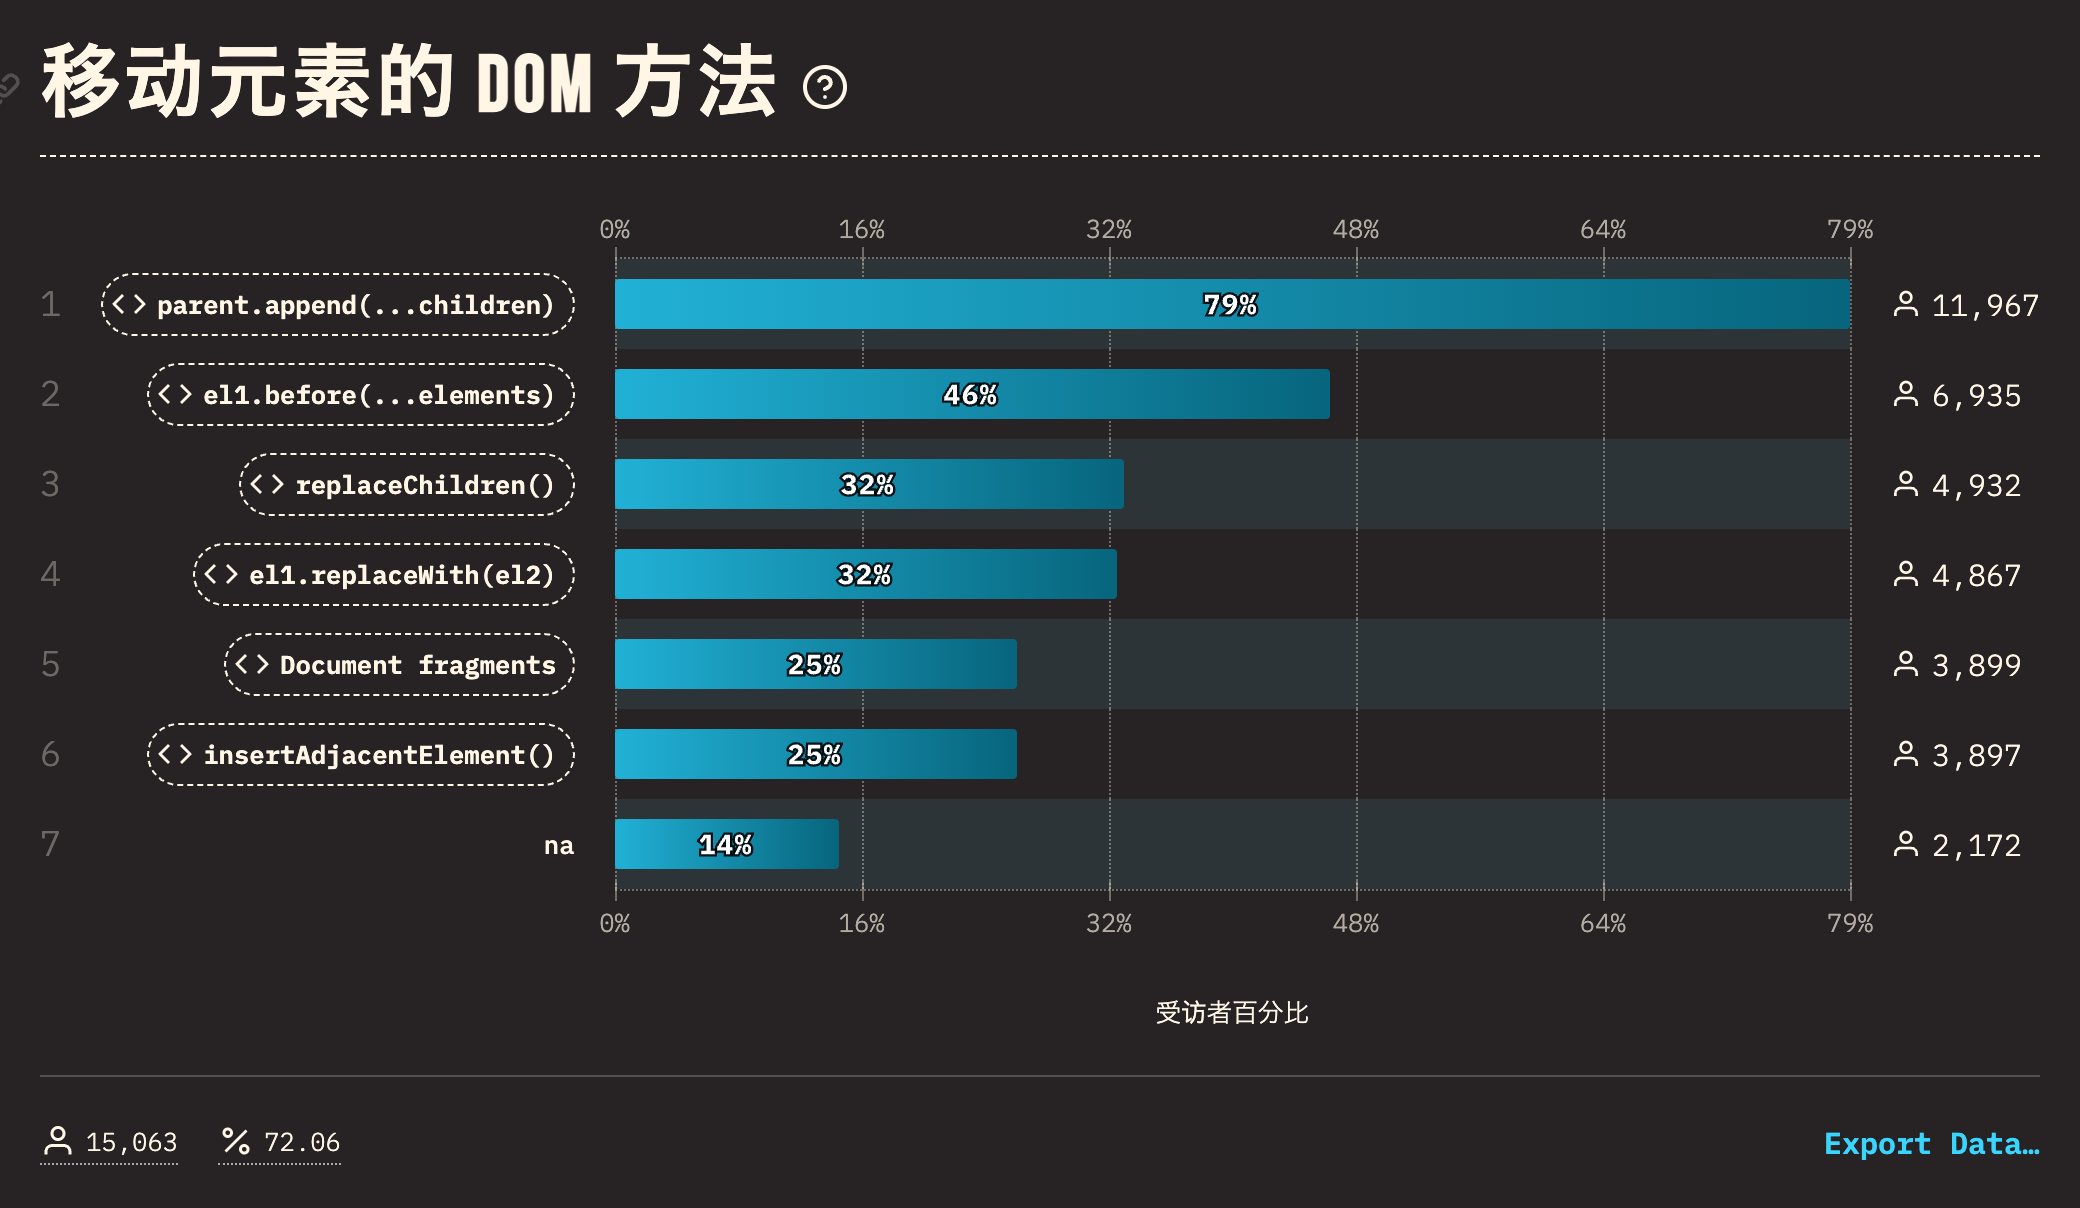 移动元素的 DOM 方法
0% 16% 32% 48% 64% 79%
1 <> parent.append(...children) 79% 11,967
2 <> el1.before(...elements) 46% 6,935
3 <> replaceChildren() 32% 4,932
4 <> el1.replaceWith(el2) 32% 4,867
5 <> Document fragments 25% 3,899
6 <> insertAdjacentElement() 25% 3,897
7 na 14% 2,172
0% 16% 32% 48% 64% 79%
受访者百分比
15,063 % 72.06 Export Data…